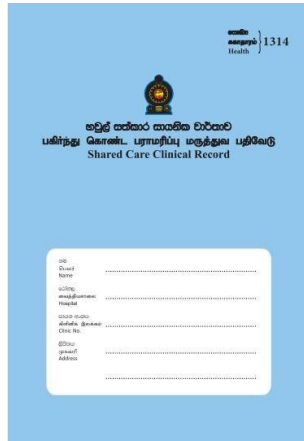 සෞඛ්‍ය
சுகாதாரம் } 1314
Health
හවුල් සත්කාර සායනික වාර්තාව
பகிர்ந்து கொண்ட பராமரிப்பு மருத்துவ பதிவேடு
Shared Care Clinical Record
නම
பெயர்
Name
රෝහල
வைத்தியசாலை
Hospital
සායන අංකය
கிளினிக் இலக்கம்
Clinic No.
ලිපිනය
முகவரி
Address